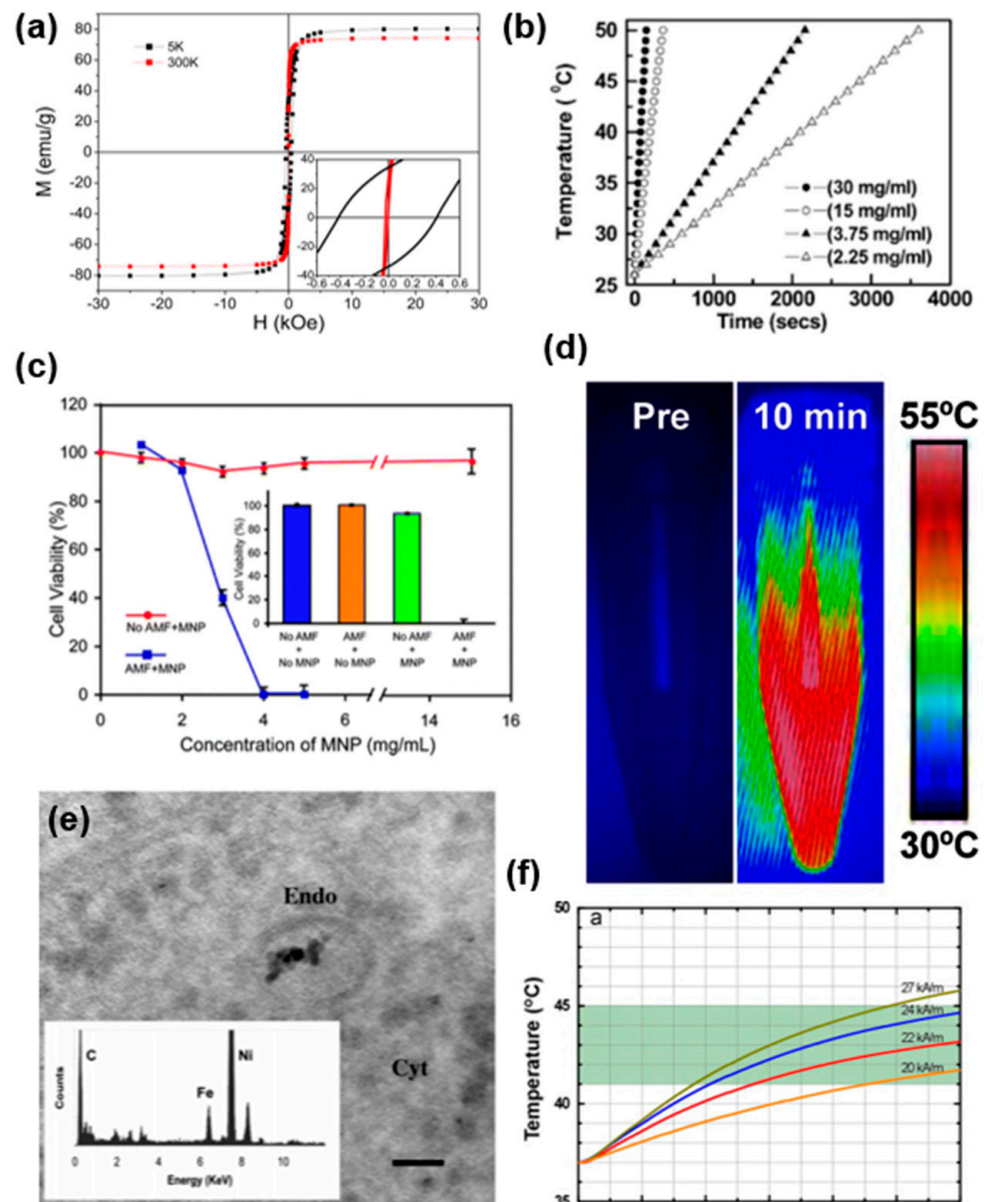 (a)
80
60
40
20
0
-20
-40
-60
-80
M (emu/g)
5K
300K
40
20
0
-20
-40
-0.6 -0.4 -0.2 0.0 0.2 0.4 0.6
-30 -20 -10 0 10 20 30
H (kOe)
(b)
50
45
40
35
30
25
Temperature ( ⁰C)
(30 mg/ml)
(15 mg/ml)
(3.75 mg/ml)
(2.25 mg/ml)
0 1000 2000 3000 4000
Time (secs)
(c)
120
100
80
60
40
20
0
Cell Viability (%)
No AMF+MNP
AMF+MNP
100
80
60
40
20
0
Cell Viability (%)
No AMF + No MNP
AMF + No MNP
No AMF + MNP
AMF + MNP
0 2 4 6 14 16
Concentration of MNP (mg/mL)
(d)
Pre
10 min
55ºC
30ºC
(e)
Endo
Cyt
C
Ni
Fe
Counts
0 2 4 6 8 10
Energy (KeV)
(f)
a
50
45
40
35
Temperature (°C)
27 kA/m
24 kA/m
22 kA/m
20 kA/m